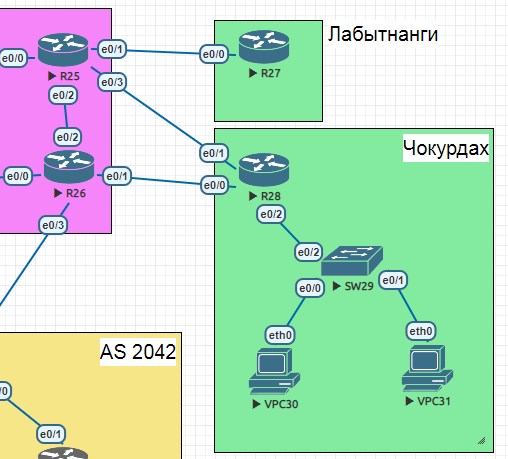 Лабытнанги
e0/1
e0/0
e0/0
R25
R27
e0/3
e0/2
Чокурдах
e0/2
e0/1
e0/0
e0/1
e0/0
R26
R28
e0/3
e0/2
e0/2
e0/0
SW29
e0/1
eth0
eth0
AS 2042
VPC30
VPC31
/0
e0/1